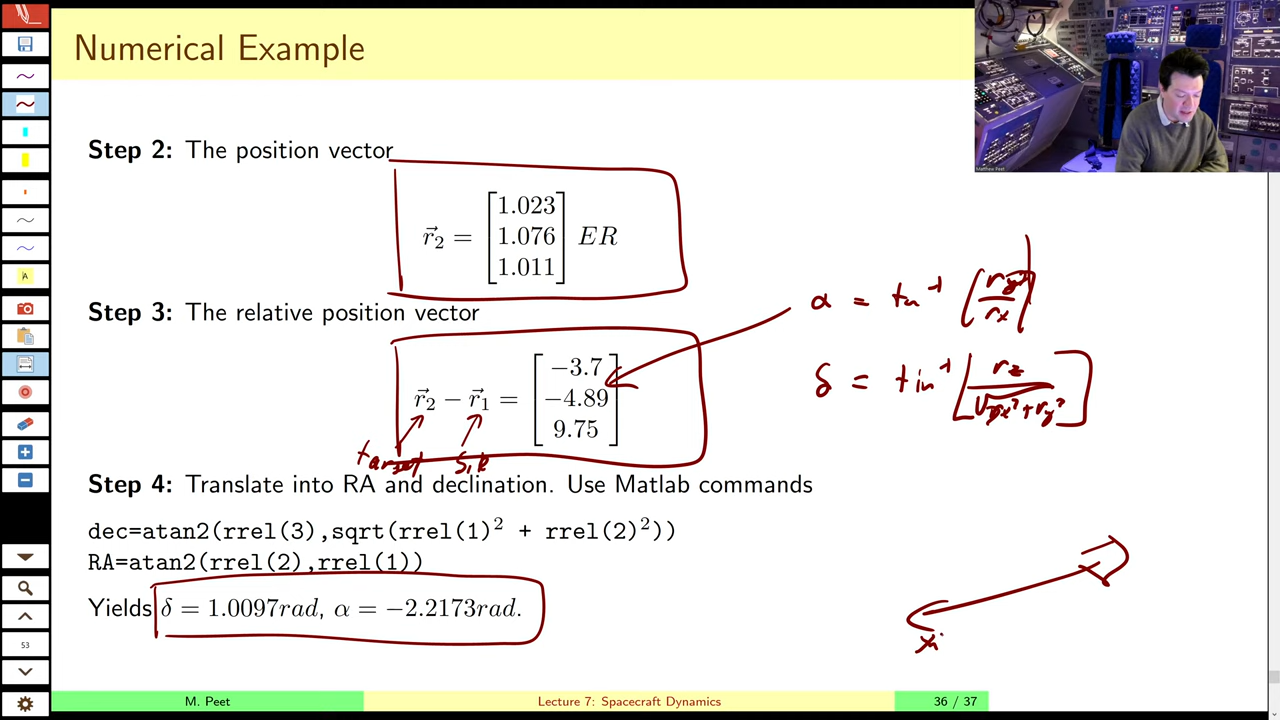 Numerical Example
Matthew Peet
Step 2: The position vector
r⃗₂ = [1.023
1.076
1.011] ER
Step 3: The relative position vector
α = tan⁻¹ (ry/rx)
r⃗₂ − r⃗₁ = [−3.7
−4.89
9.75]
δ = tan⁻¹ [rz/√rx²+ry²]
target
Step 4: Translate into RA and declination. Use Matlab commands
dec=atan2(rrel(3),sqrt(rrel(1)² + rrel(2)²))
RA=atan2(rrel(2),rrel(1))
Yields δ = 1.0097rad, α = −2.2173rad.
A
53
M. Peet
Lecture 7: Spacecraft Dynamics
36 / 37